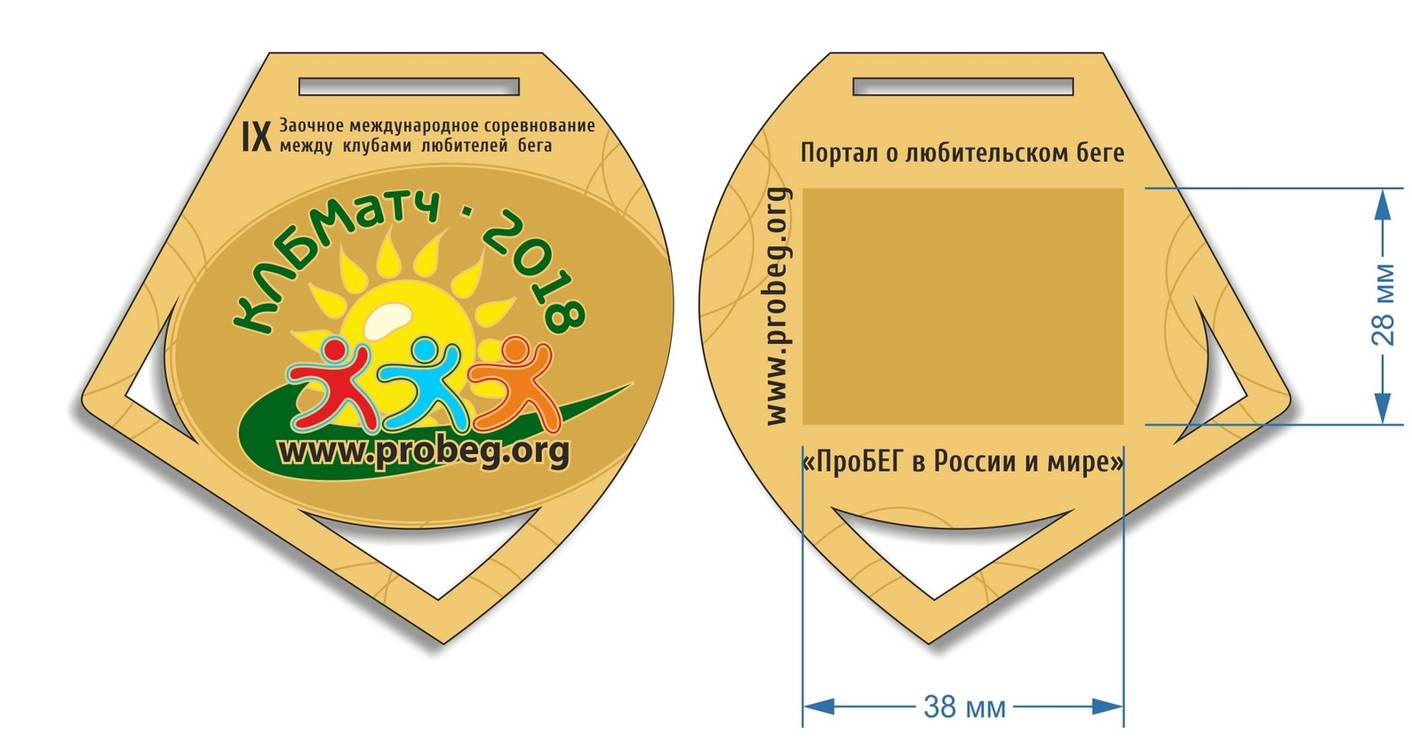 IX Заочное международное соревнование
между клубами любителей бега
КЛБМатч · 2018
www.probeg.org
Портал о любительском беге
www.probeg.org
«ПроБЕГ в России и мире»
28 мм
38 мм